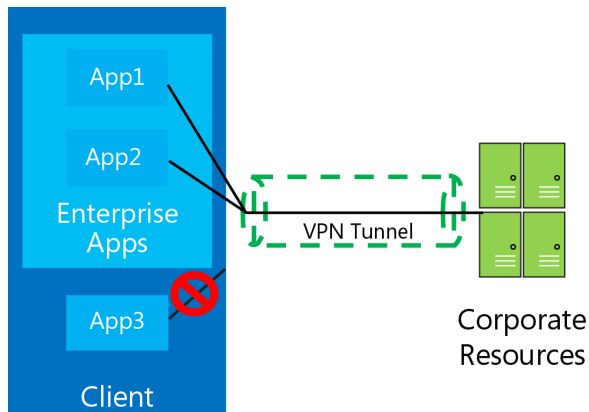 App1
App2
Enterprise
Apps
App3
Client
VPN Tunnel
Corporate
Resources